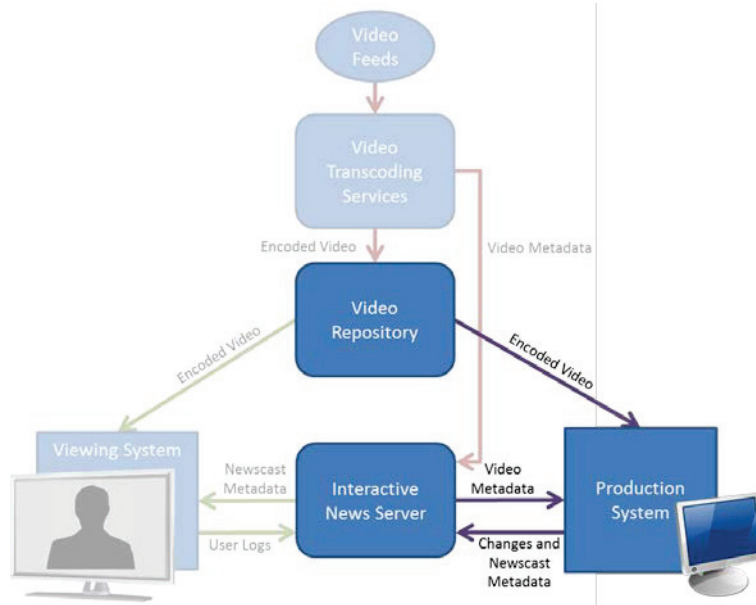 Video
Feeds
Video
Transcoding
Services
Encoded Video
Video Metadata
Video
Repository
Encoded Video
Encoded Video
Viewing System
Newscast
Metadata
Interactive
News Server
Video
Metadata
Production
System
User Logs
Changes and
Newscast
Metadata